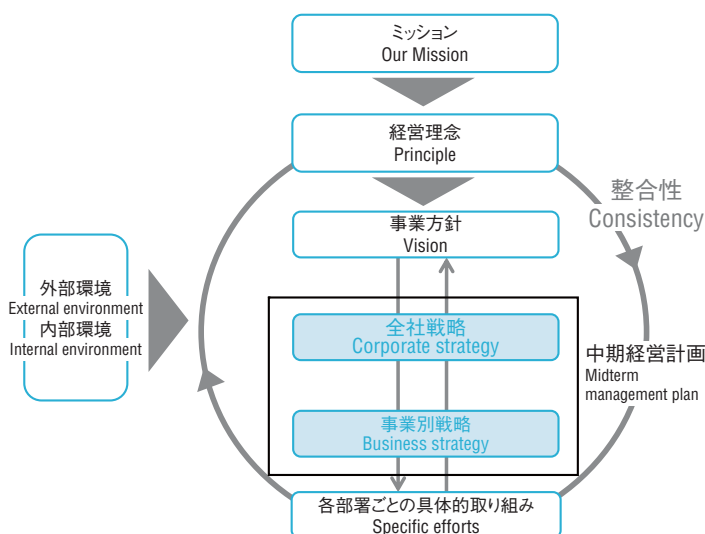 ミッション
Our Mission
経営理念
Principle
整合性
Consistency
事業方針
Vision
外部環境
External environment
内部環境
Internal environment
全社戦略
Corporate strategy
中期経営計画
Midterm
management plan
事業別戦略
Business strategy
各部署ごとの具体的取り組み
Specific efforts